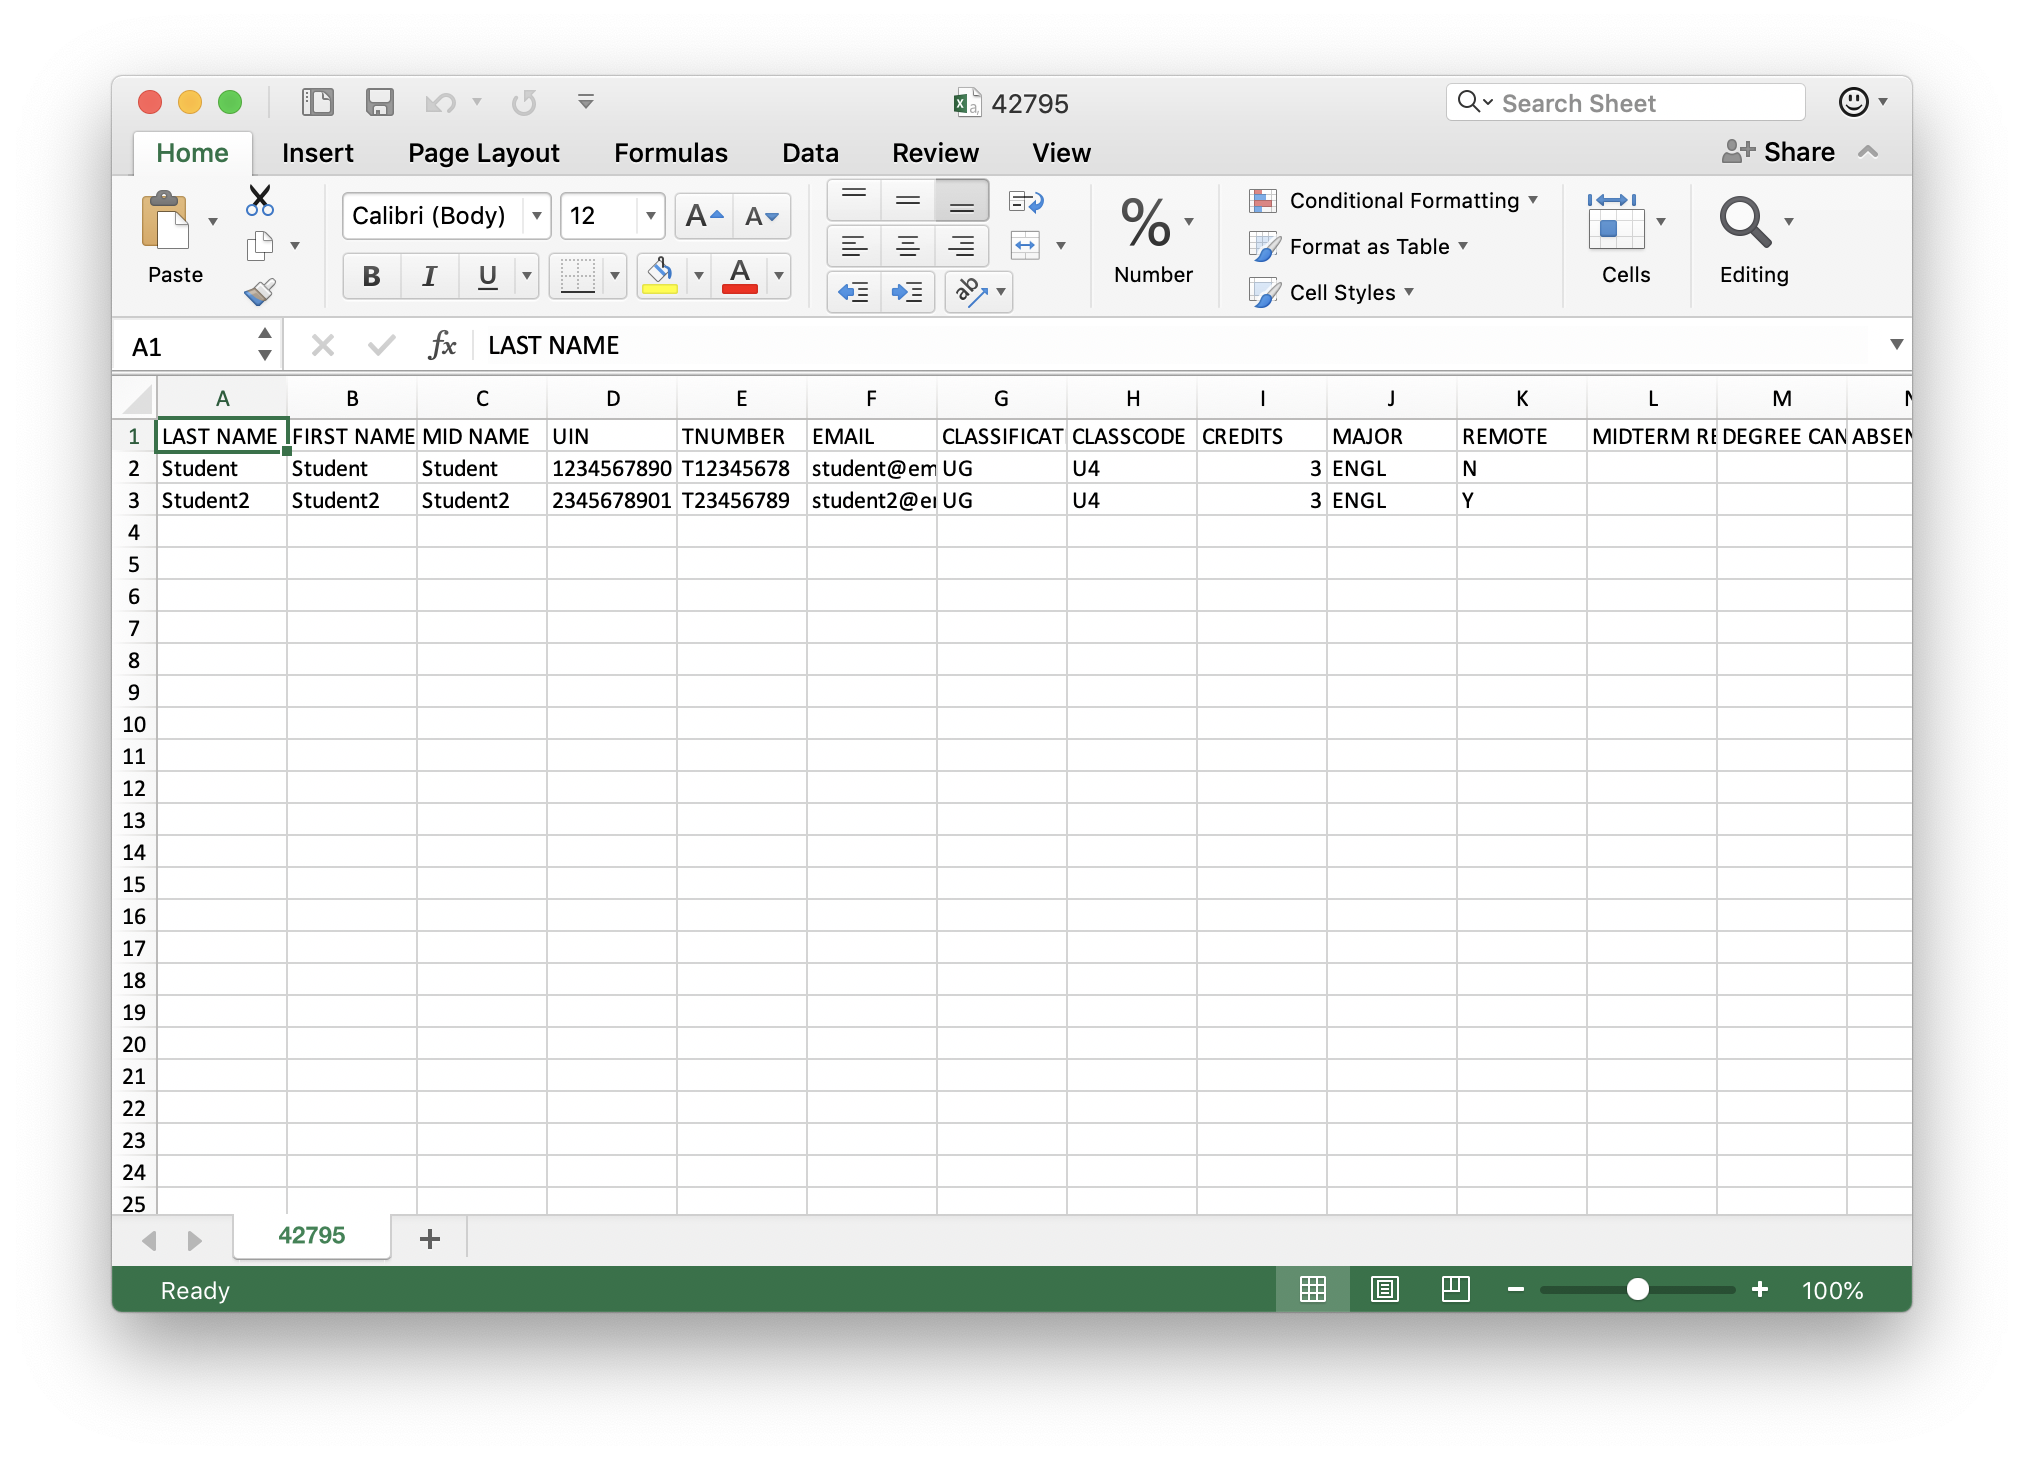 42795
Search Sheet
Home Insert Page Layout Formulas Data Review View Share
Paste
Calibri (Body) 12 A A
B I U A
ab
% Number
Conditional Formatting
Format as Table
Cell Styles
Cells
Editing
A1 fx LAST NAME
A B C D E F G H I J K L M
1 LAST NAME FIRST NAME MID NAME UIN TNUMBER EMAIL CLASSIFICAT CLASSCODE CREDITS MAJOR REMOTE MIDTERM RE DEGREE CAN ABSEN
2 Student Student Student 1234567890 T12345678 student@em UG U4 3 ENGL N
3 Student2 Student2 Student2 2345678901 T23456789 student2@e UG U4 3 ENGL Y
4
5
6
7
8
9
10
11
12
13
14
15
16
17
18
19
20
21
22
23
24
25
42795 +
Ready 100%